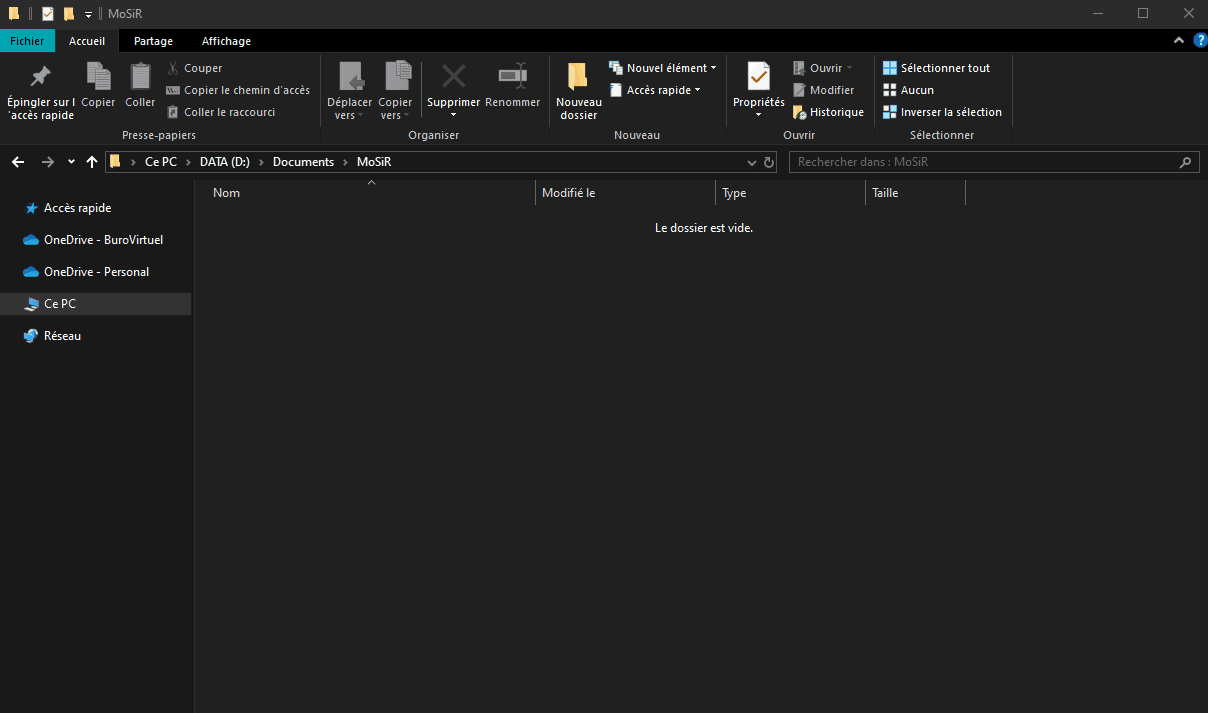 MoSiR
Fichier
Accueil
Partage
Affichage
Épingler sur l
'accès rapide
Copier
Coller
Couper
Copier le chemin d'accès
Coller le raccourci
Presse-papiers
Déplacer
vers
Copier
vers
Supprimer
Renommer
Organiser
Nouveau
dossier
Nouvel élément
Accès rapide
Nouveau
Propriétés
Ouvrir
Modifier
Historique
Ouvrir
Sélectionner tout
Aucun
Inverser la sélection
Sélectionner
Ce PC
DATA (D:)
Documents
MoSiR
Rechercher dans : MoSiR
Accès rapide
OneDrive - BuroVirtuel
OneDrive - Personal
Ce PC
Réseau
Nom
Modifié le
Type
Taille
Le dossier est vide.